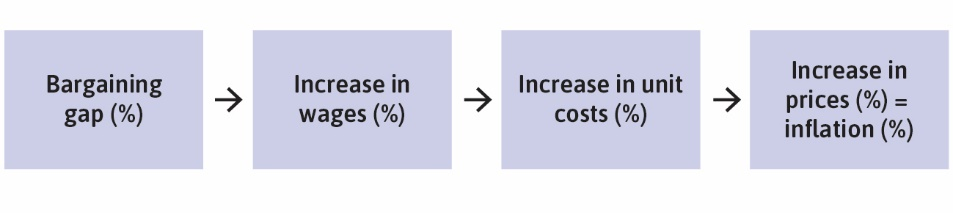 Bargaining
gap (%)
Increase in
wages (%)
Increase in unit
costs (%)
Increase in
prices (%) =
inflation (%)